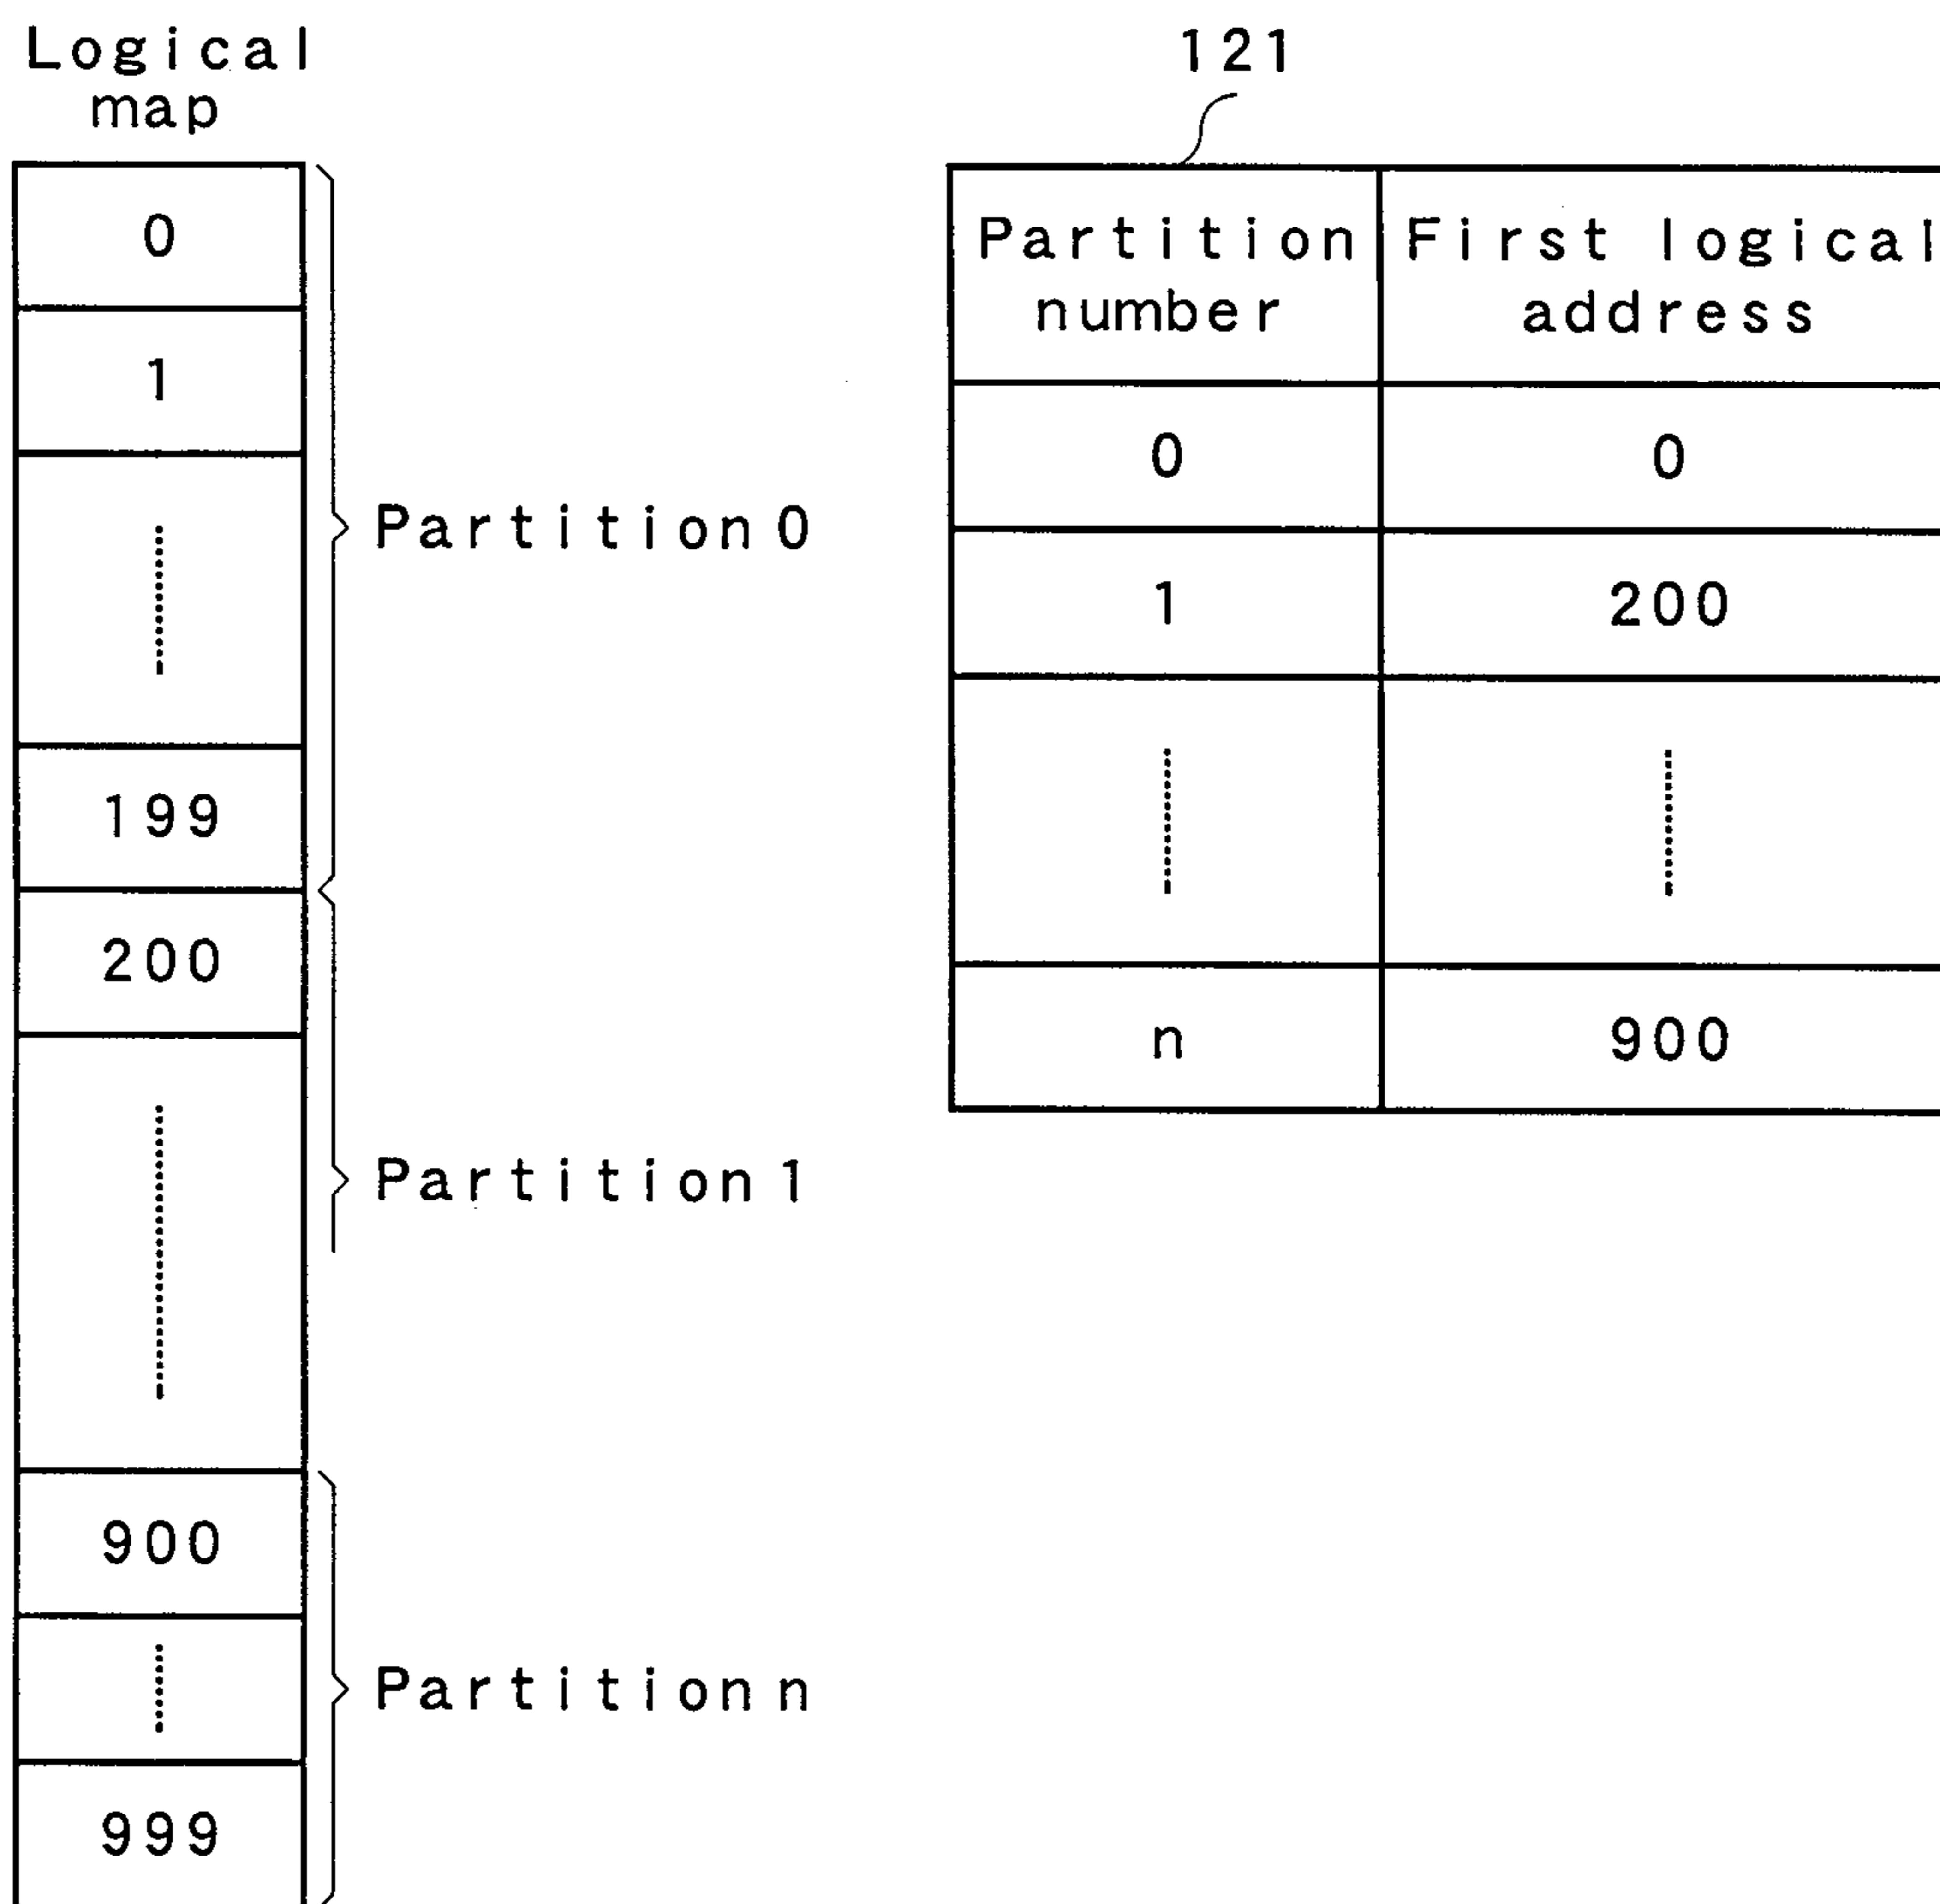 Logical
map
0
1
199
200
900
999
Partition 0
Partition 1
Partition n
121
Partition number
First logical address
0 0
1 200
n 900